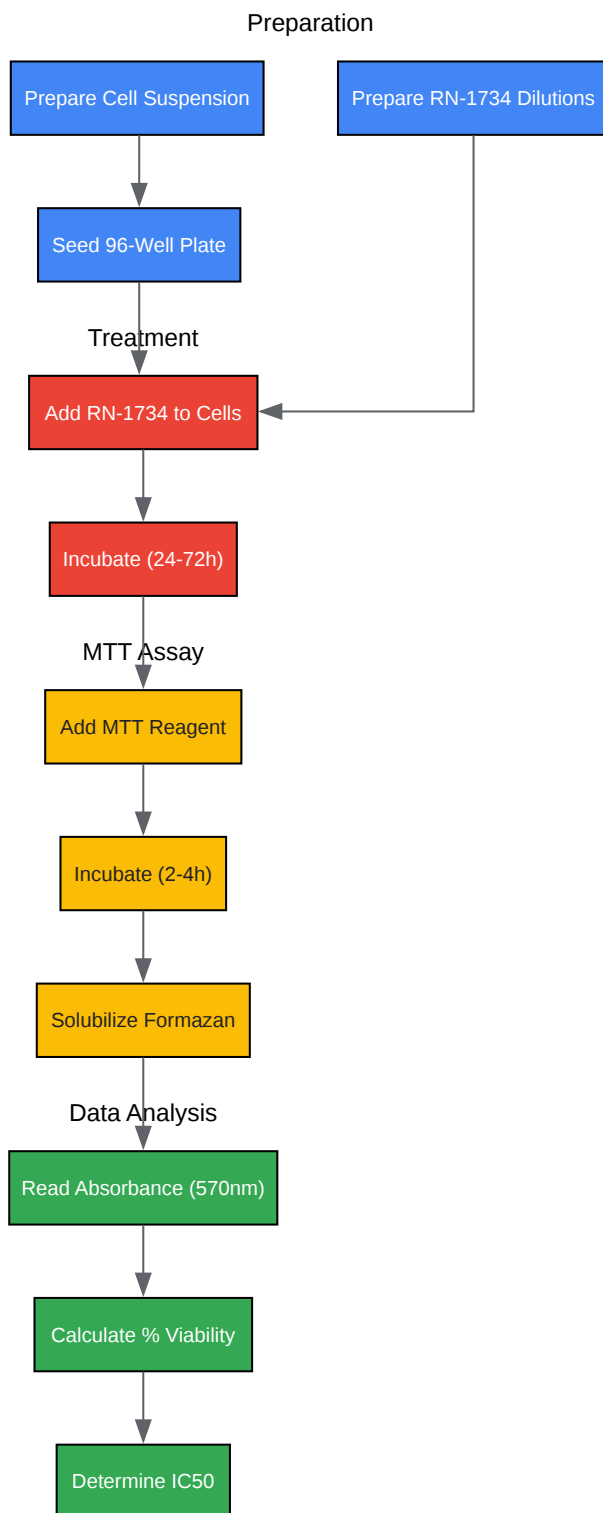 Preparation
Prepare Cell Suspension
Prepare RN-1734 Dilutions
Seed 96-Well Plate
Treatment
Add RN-1734 to Cells
Incubate (24-72h)
MTT Assay
Add MTT Reagent
Incubate (2-4h)
Solubilize Formazan
Data Analysis
Read Absorbance (570nm)
Calculate % Viability
Determine IC50